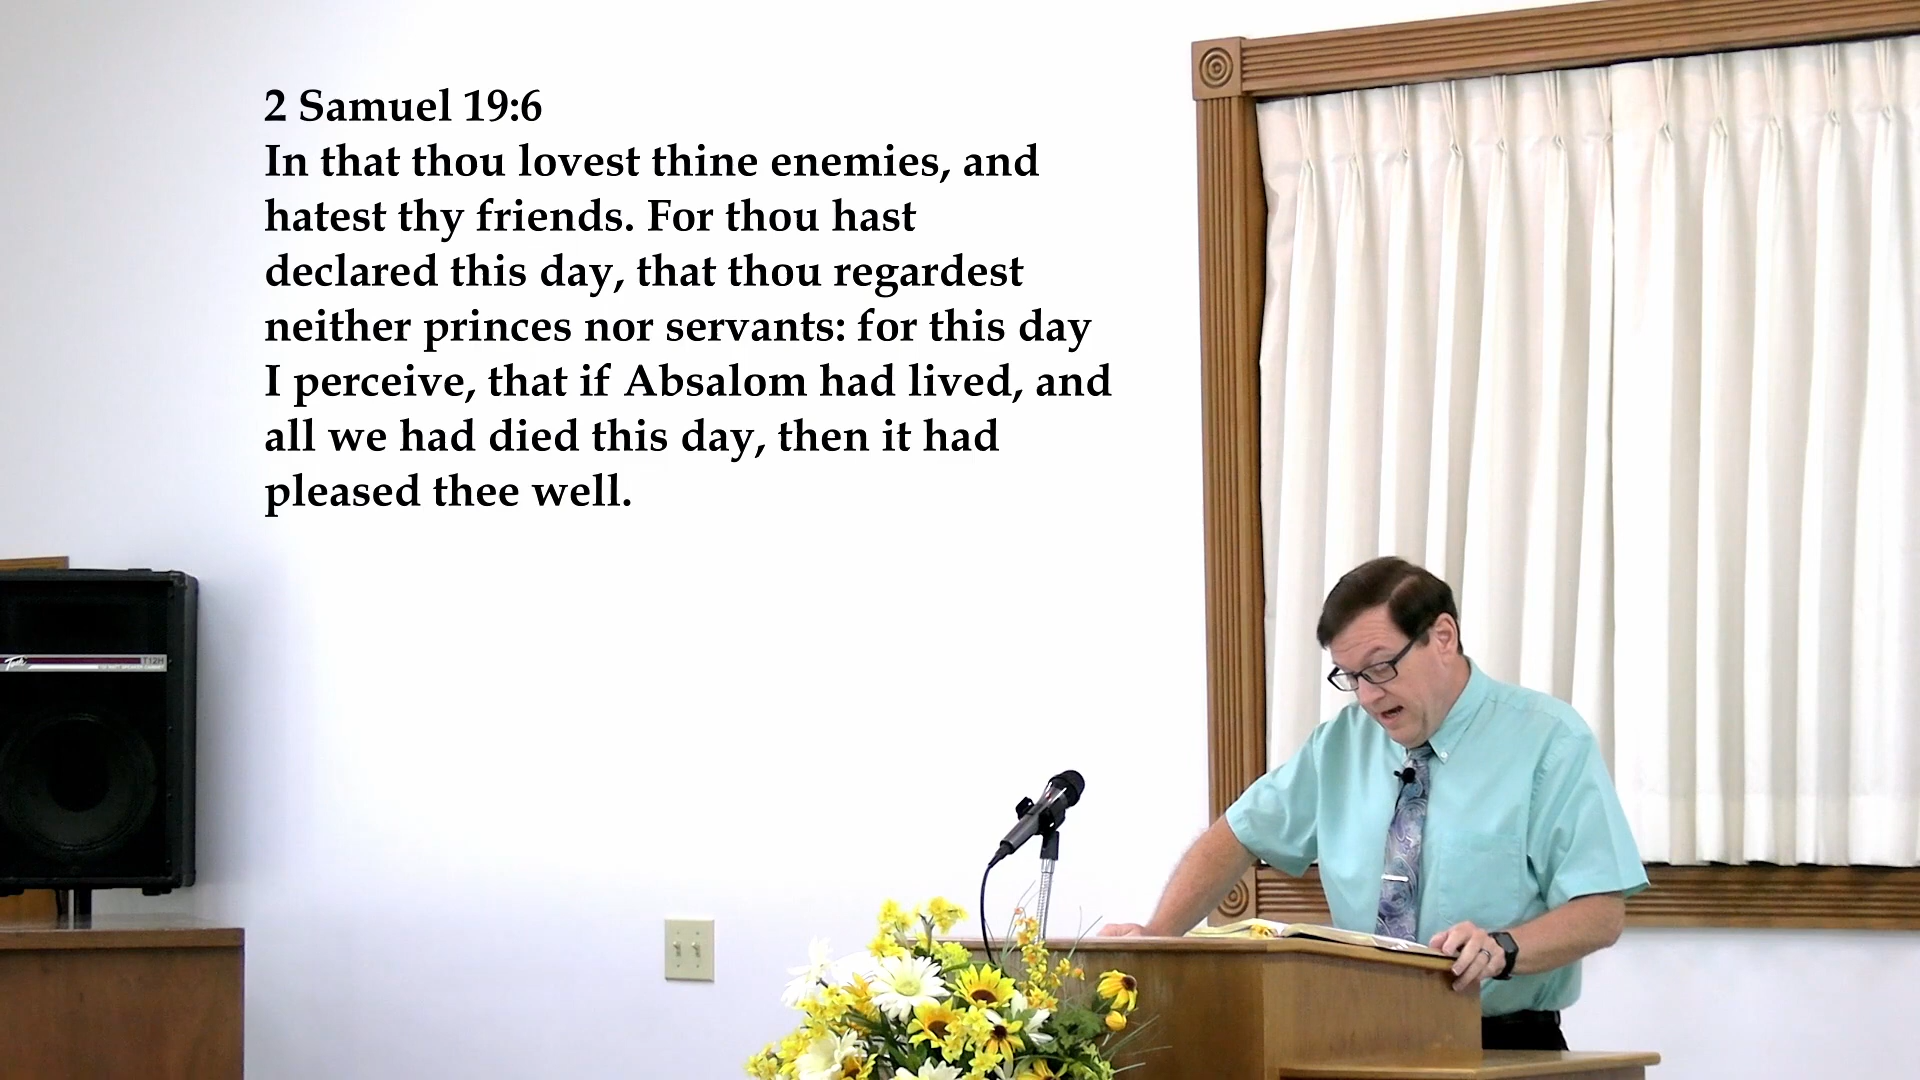 2 Samuel 19:6
In that thou lovest thine enemies, and
hatest thy friends. For thou hast
declared this day, that thou regardest
neither princes nor servants: for this day
I perceive, that if Absalom had lived, and
all we had died this day, then it had
pleased thee well.
T12H